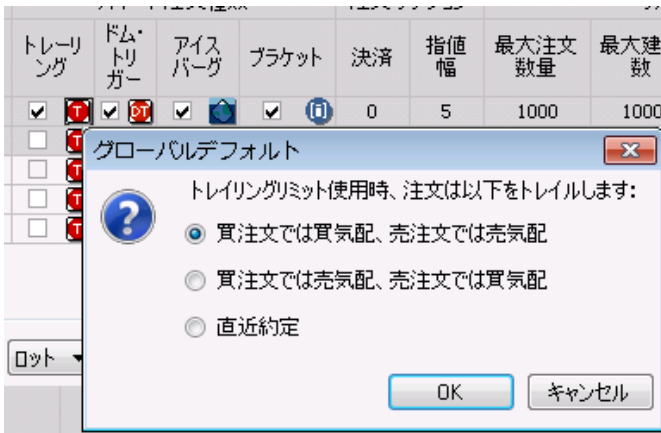 トレーリ
ング
ドム・
トリ
ガー
アイス
バーグ
ブラケット
決済
指値
幅
最大注文
数量
最大建
数
T
DT
0
5
1000
1000
T
グローバルデフォルト
T
トレイリングリミット使用時、注文は以下をトレイルします:
T
買注文では買気配、売注文では売気配
T
買注文では売気配、売注文では買気配
直近約定
ロット
OK
キャンセル